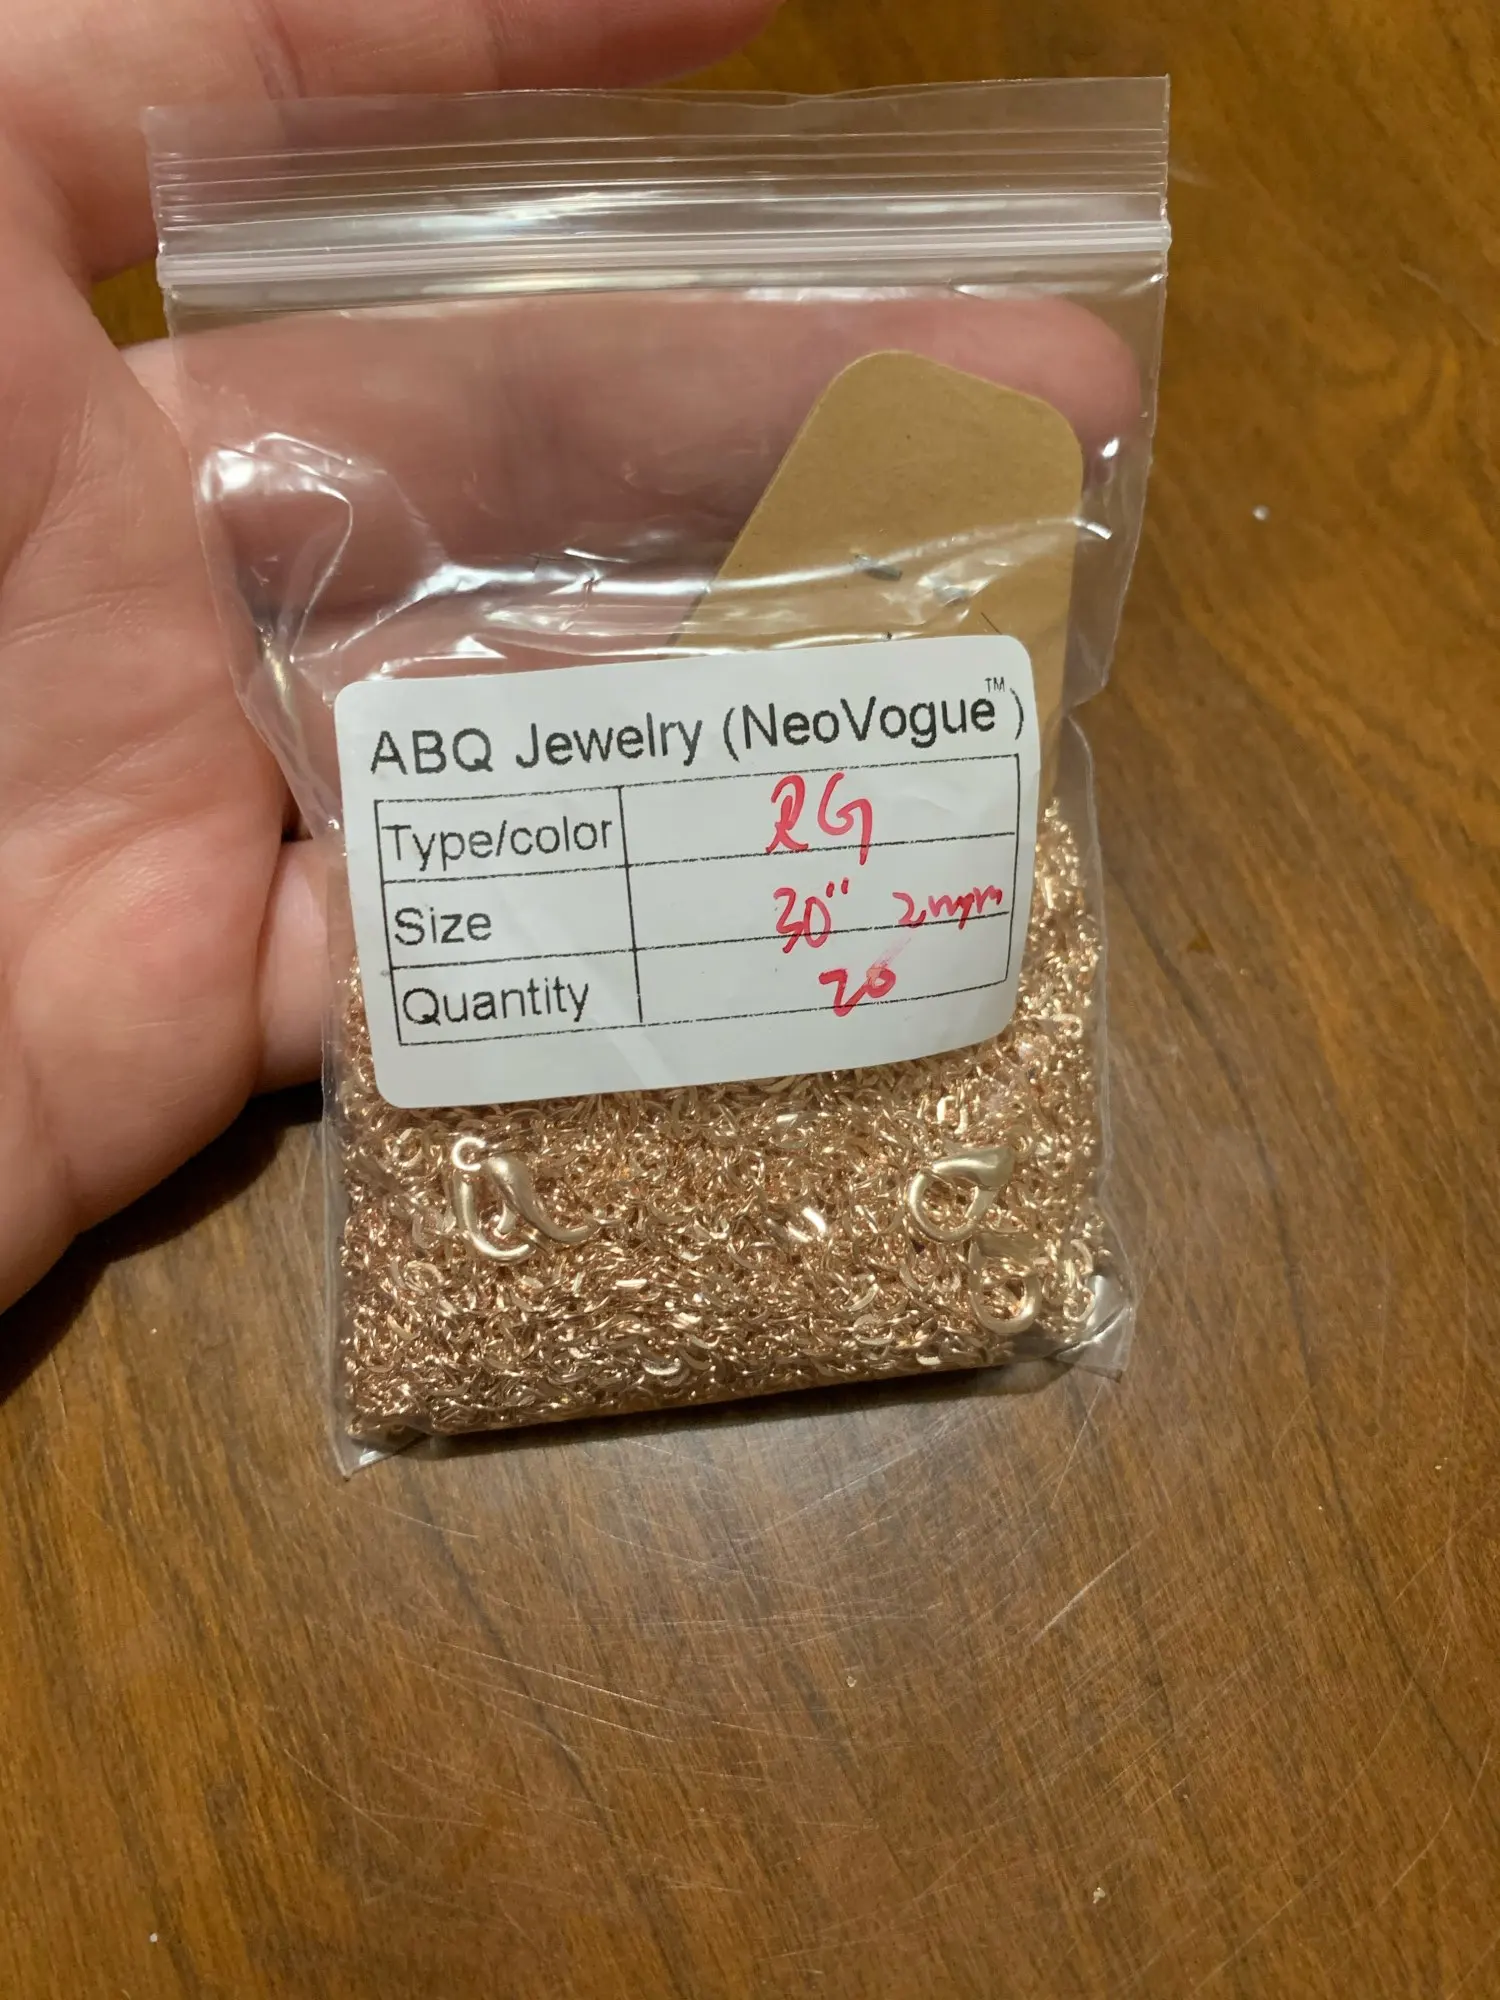 ABQ Jewelry (NeoVogue™)
Type/color RG
Size 30" 2mm
Quantity 20